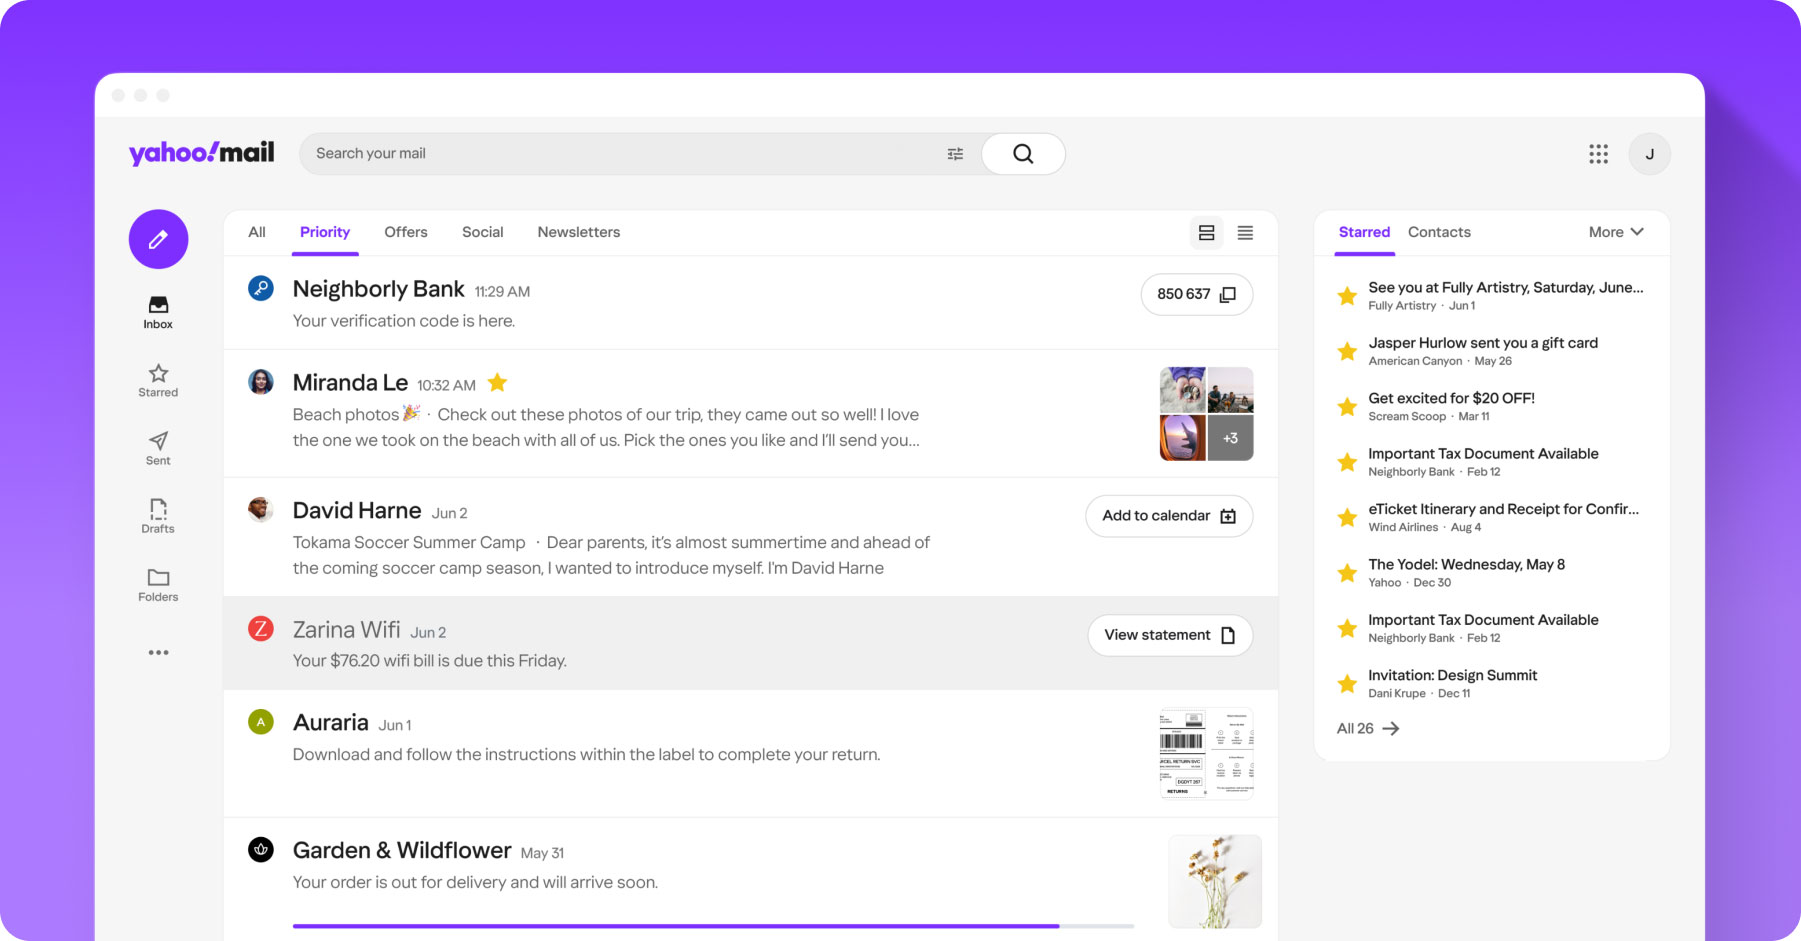 yahoo!mail
Search your mail
J
Inbox
Starred
Sent
Drafts
Folders
All Priority Offers Social Newsletters
Neighborly Bank 11:29 AM
Your verification code is here.
850 637
Miranda Le 10:32 AM
Beach photos🎉 · Check out these photos of our trip, they came out so well! I love
the one we took on the beach with all of us. Pick the ones you like and I'll send you...
+3
David Harne Jun 2
Tokama Soccer Summer Camp · Dear parents, it's almost summertime and ahead of
the coming soccer camp season, I wanted to introduce myself. I'm David Harne
Add to calendar
Z
Zarina Wifi Jun 2
Your $76.20 wifi bill is due this Friday.
View statement
A
Auraria Jun 1
Download and follow the instructions within the label to complete your return.
RETURNS
Garden & Wildflower May 31
Your order is out for delivery and will arrive soon.
Starred Contacts More
See you at Fully Artistry, Saturday, June...
Fully Artistry · Jun 1
Jasper Hurlow sent you a gift card
American Canyon · May 26
Get excited for $20 OFF!
Scream Scoop · Mar 11
Important Tax Document Available
Neighborly Bank · Feb 12
eTicket Itinerary and Receipt for Confir...
Wind Airlines · Aug 4
The Yodel: Wednesday, May 8
Yahoo · Dec 30
Important Tax Document Available
Neighborly Bank · Feb 12
Invitation: Design Summit
Dani Krupe · Dec 11
All 26